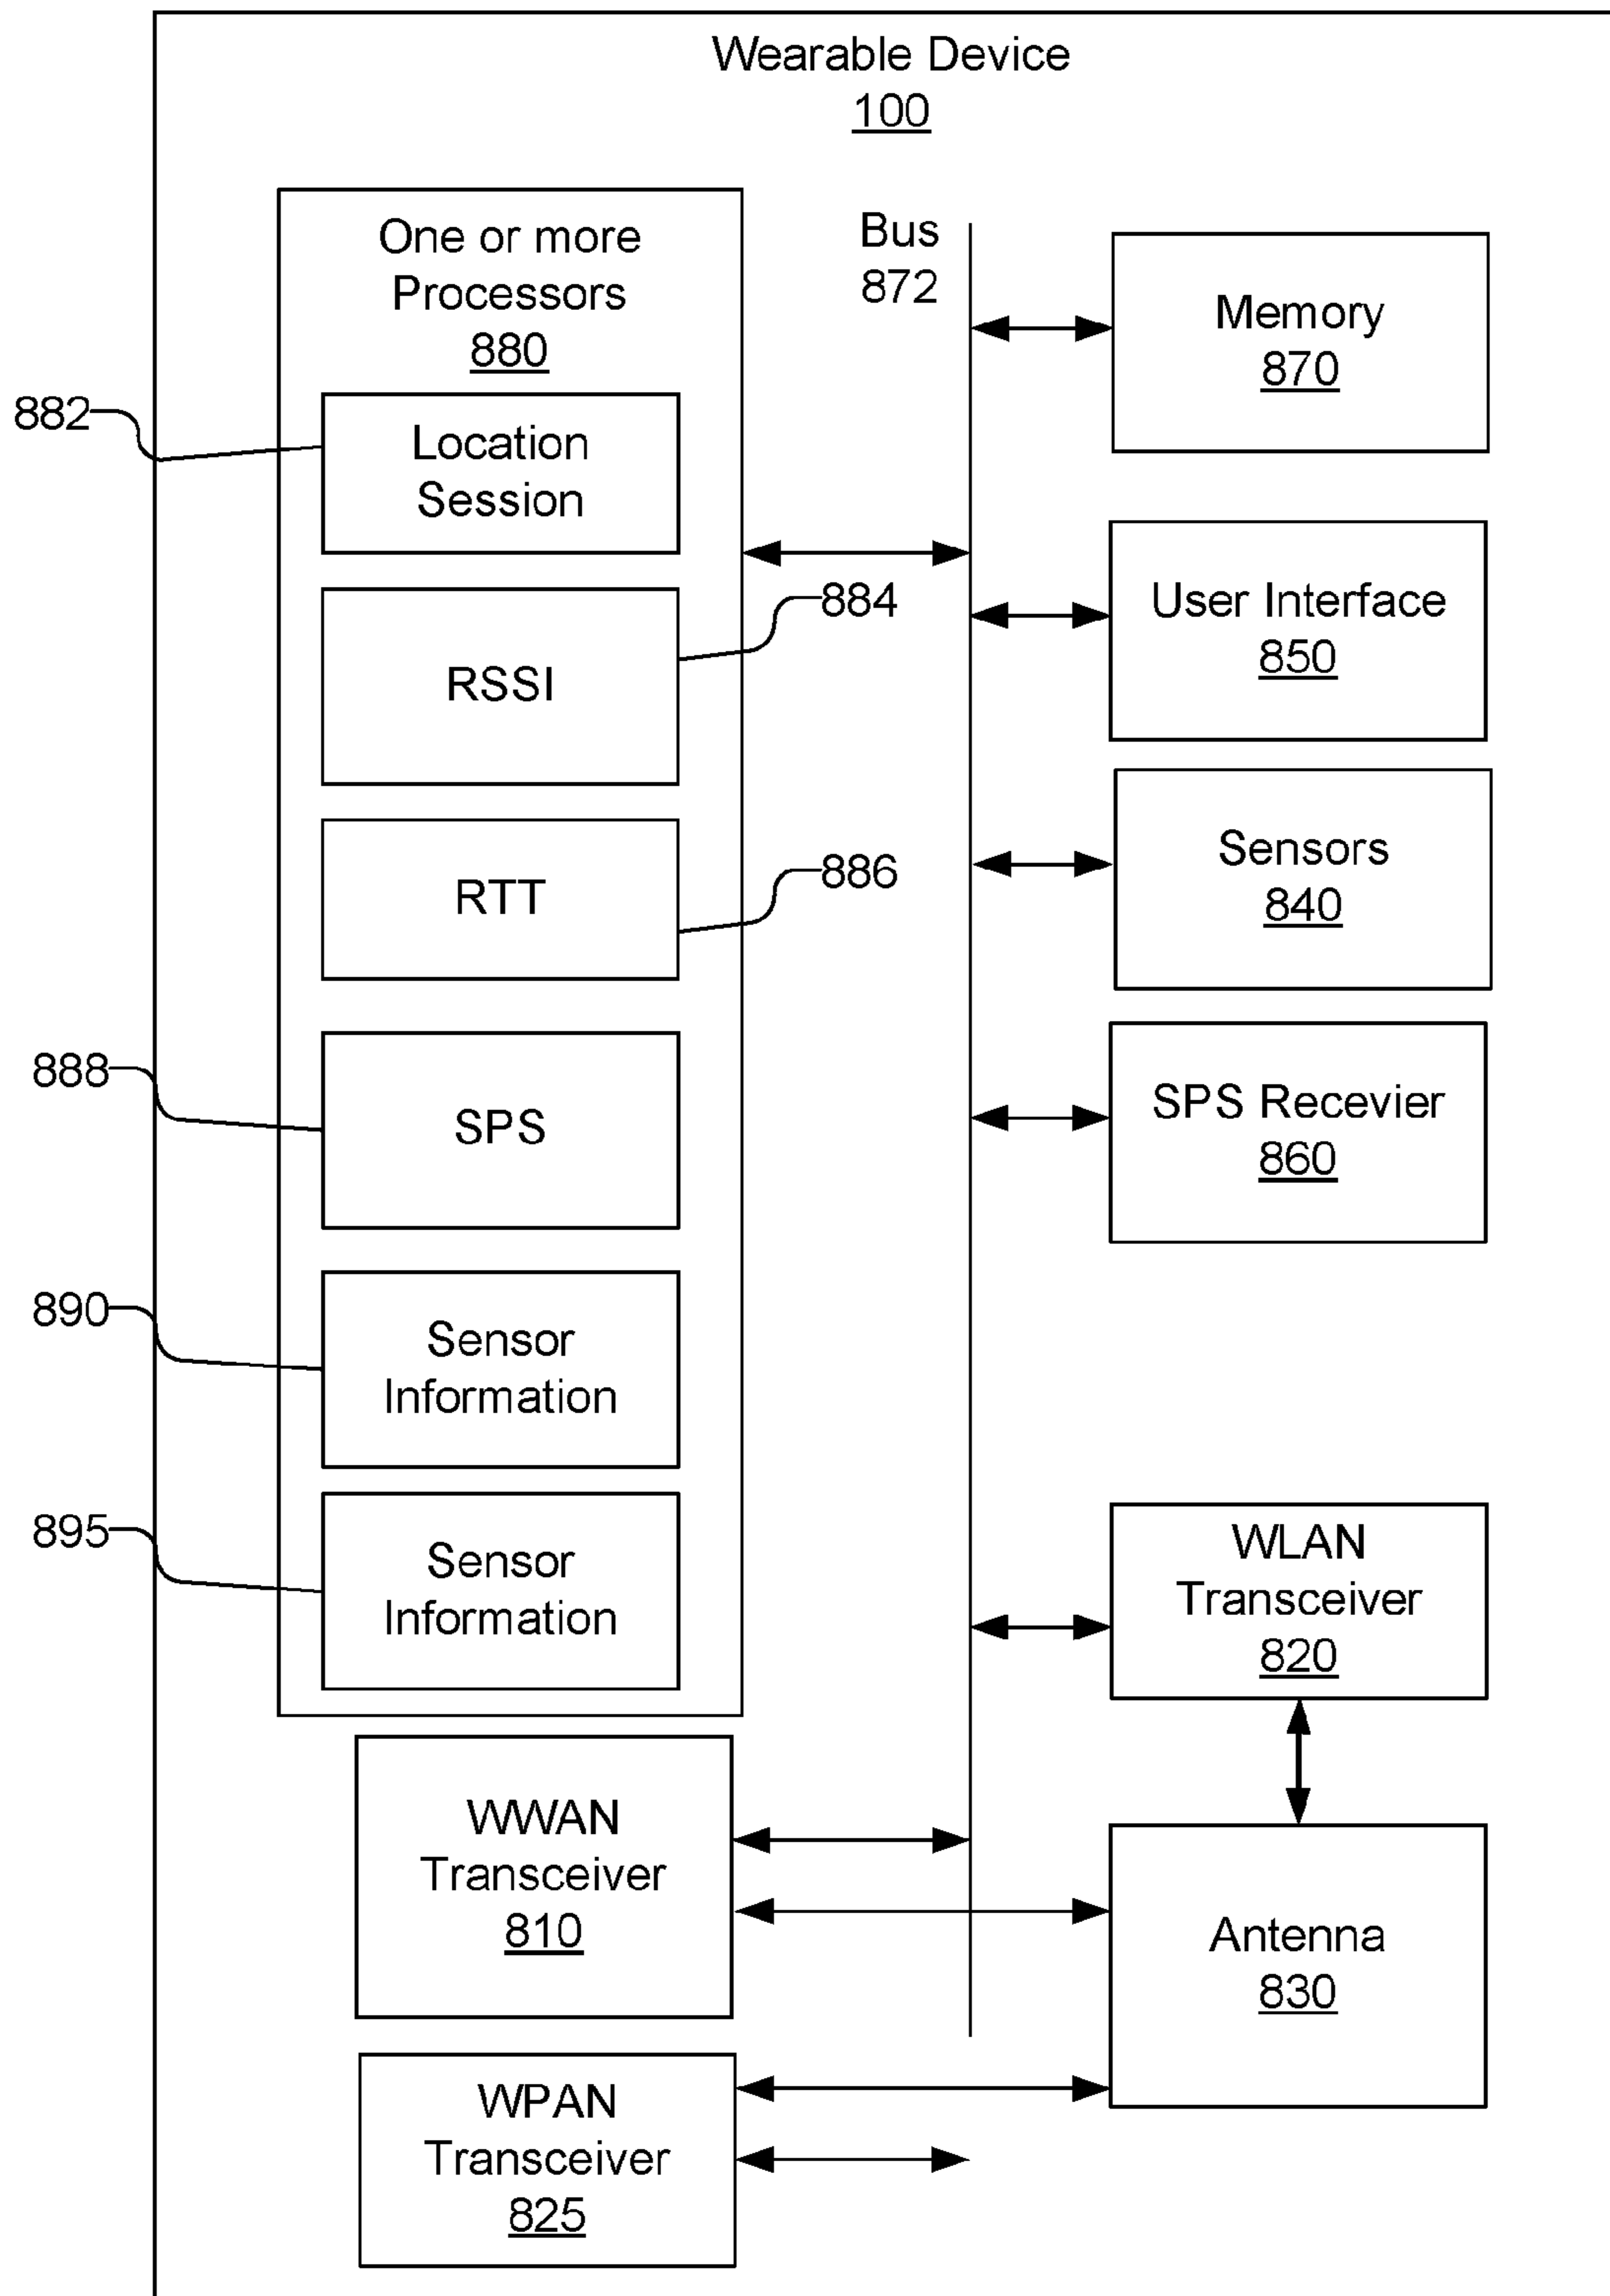 Wearable Device
100
One or more
Processors
880
882
Location
Session
RSSI
884
RTT
886
888
SPS
890
Sensor
Information
895
Sensor
Information
Bus
872
Memory
870
User Interface
850
Sensors
840
SPS Recevier
860
WLAN
Transceiver
820
WWAN
Transceiver
810
Antenna
830
WPAN
Transceiver
825